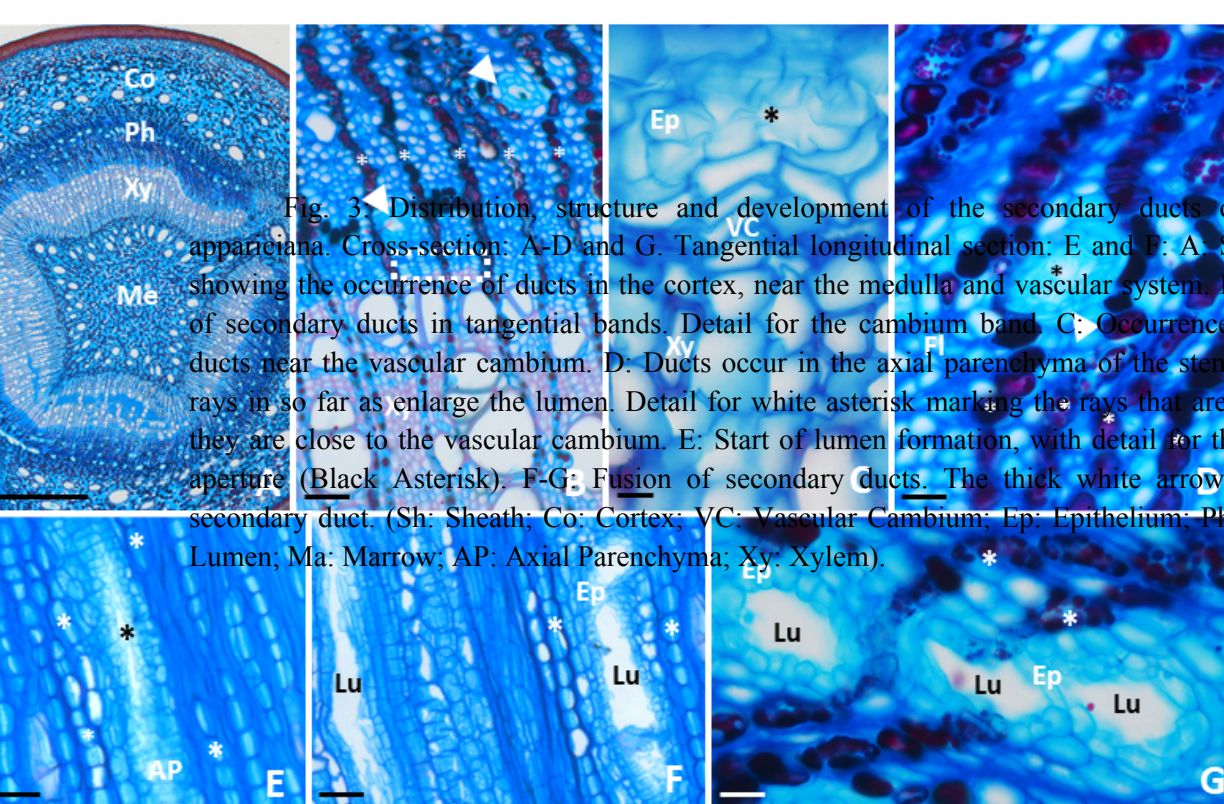 Co
Ph
Xy
Me
A
B
Ep
*
VC
Xy
C
*
Fl
D
Fig. 3: Distribution, structure and development of the secondary ducts
appariciana. Cross-section: A-D and G. Tangential longitudinal section: E and F: A:
showing the occurrence of ducts in the cortex, near the medulla and vascular system.
of secondary ducts in tangential bands. Detail for the cambium band. C: Occurrence
ducts near the vascular cambium. D: Ducts occur in the axial parenchyma of the
rays in so far as enlarge the lumen. Detail for white asterisk marking the rays that are
they are close to the vascular cambium. E: Start of lumen formation, with detail for
aperture (Black Asterisk). F-G: Fusion of secondary ducts. The thick white arrow
secondary duct. (Sh: Sheath; Co: Cortex; VC: Vascular Cambium; Ep: Epithelium;
Lumen; Ma: Marrow; AP: Axial Parenchyma; Xy: Xylem).
*
AP
E
Lu
Ep
Lu
F
Ep
Lu
Lu
Ep
Lu
G